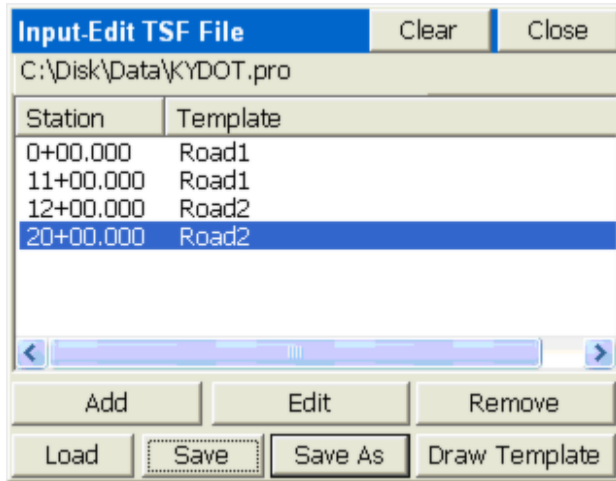 Input-Edit TSF File Clear Close
C:\Disk\Data\KYDOT.pro
Station Template
0+00.000 Road1
11+00.000 Road1
12+00.000 Road2
20+00.000 Road2
Add Edit Remove
Load Save Save As Draw Template